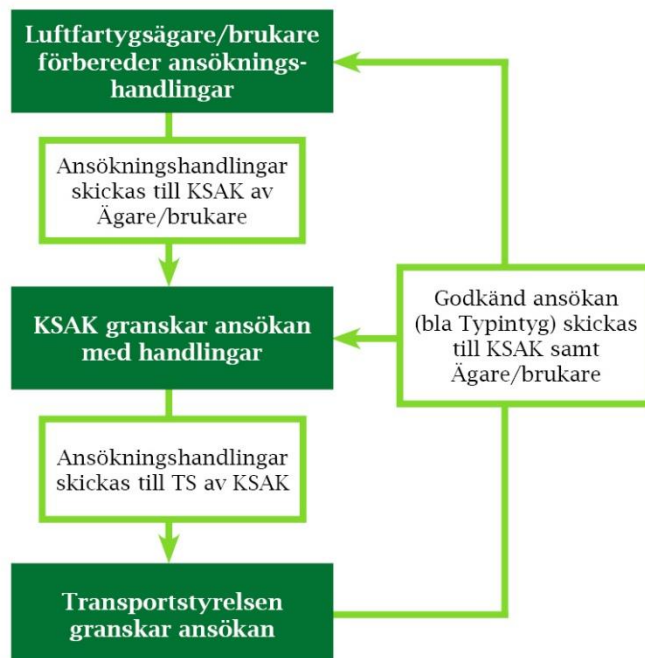 Luftfartygsägare/brukare
förbereder ansöknings-
handlingar
Ansökningshandlingar
skickas till KSAK av
Ägare/brukare
KSAK granskar ansökan
med handlingar
Godkänd ansökan
(bla Typintyg) skickas
till KSAK samt
Ägare/brukare
Ansökningshandlingar
skickas till TS av KSAK
Transportstyrelsen
granskar ansökan